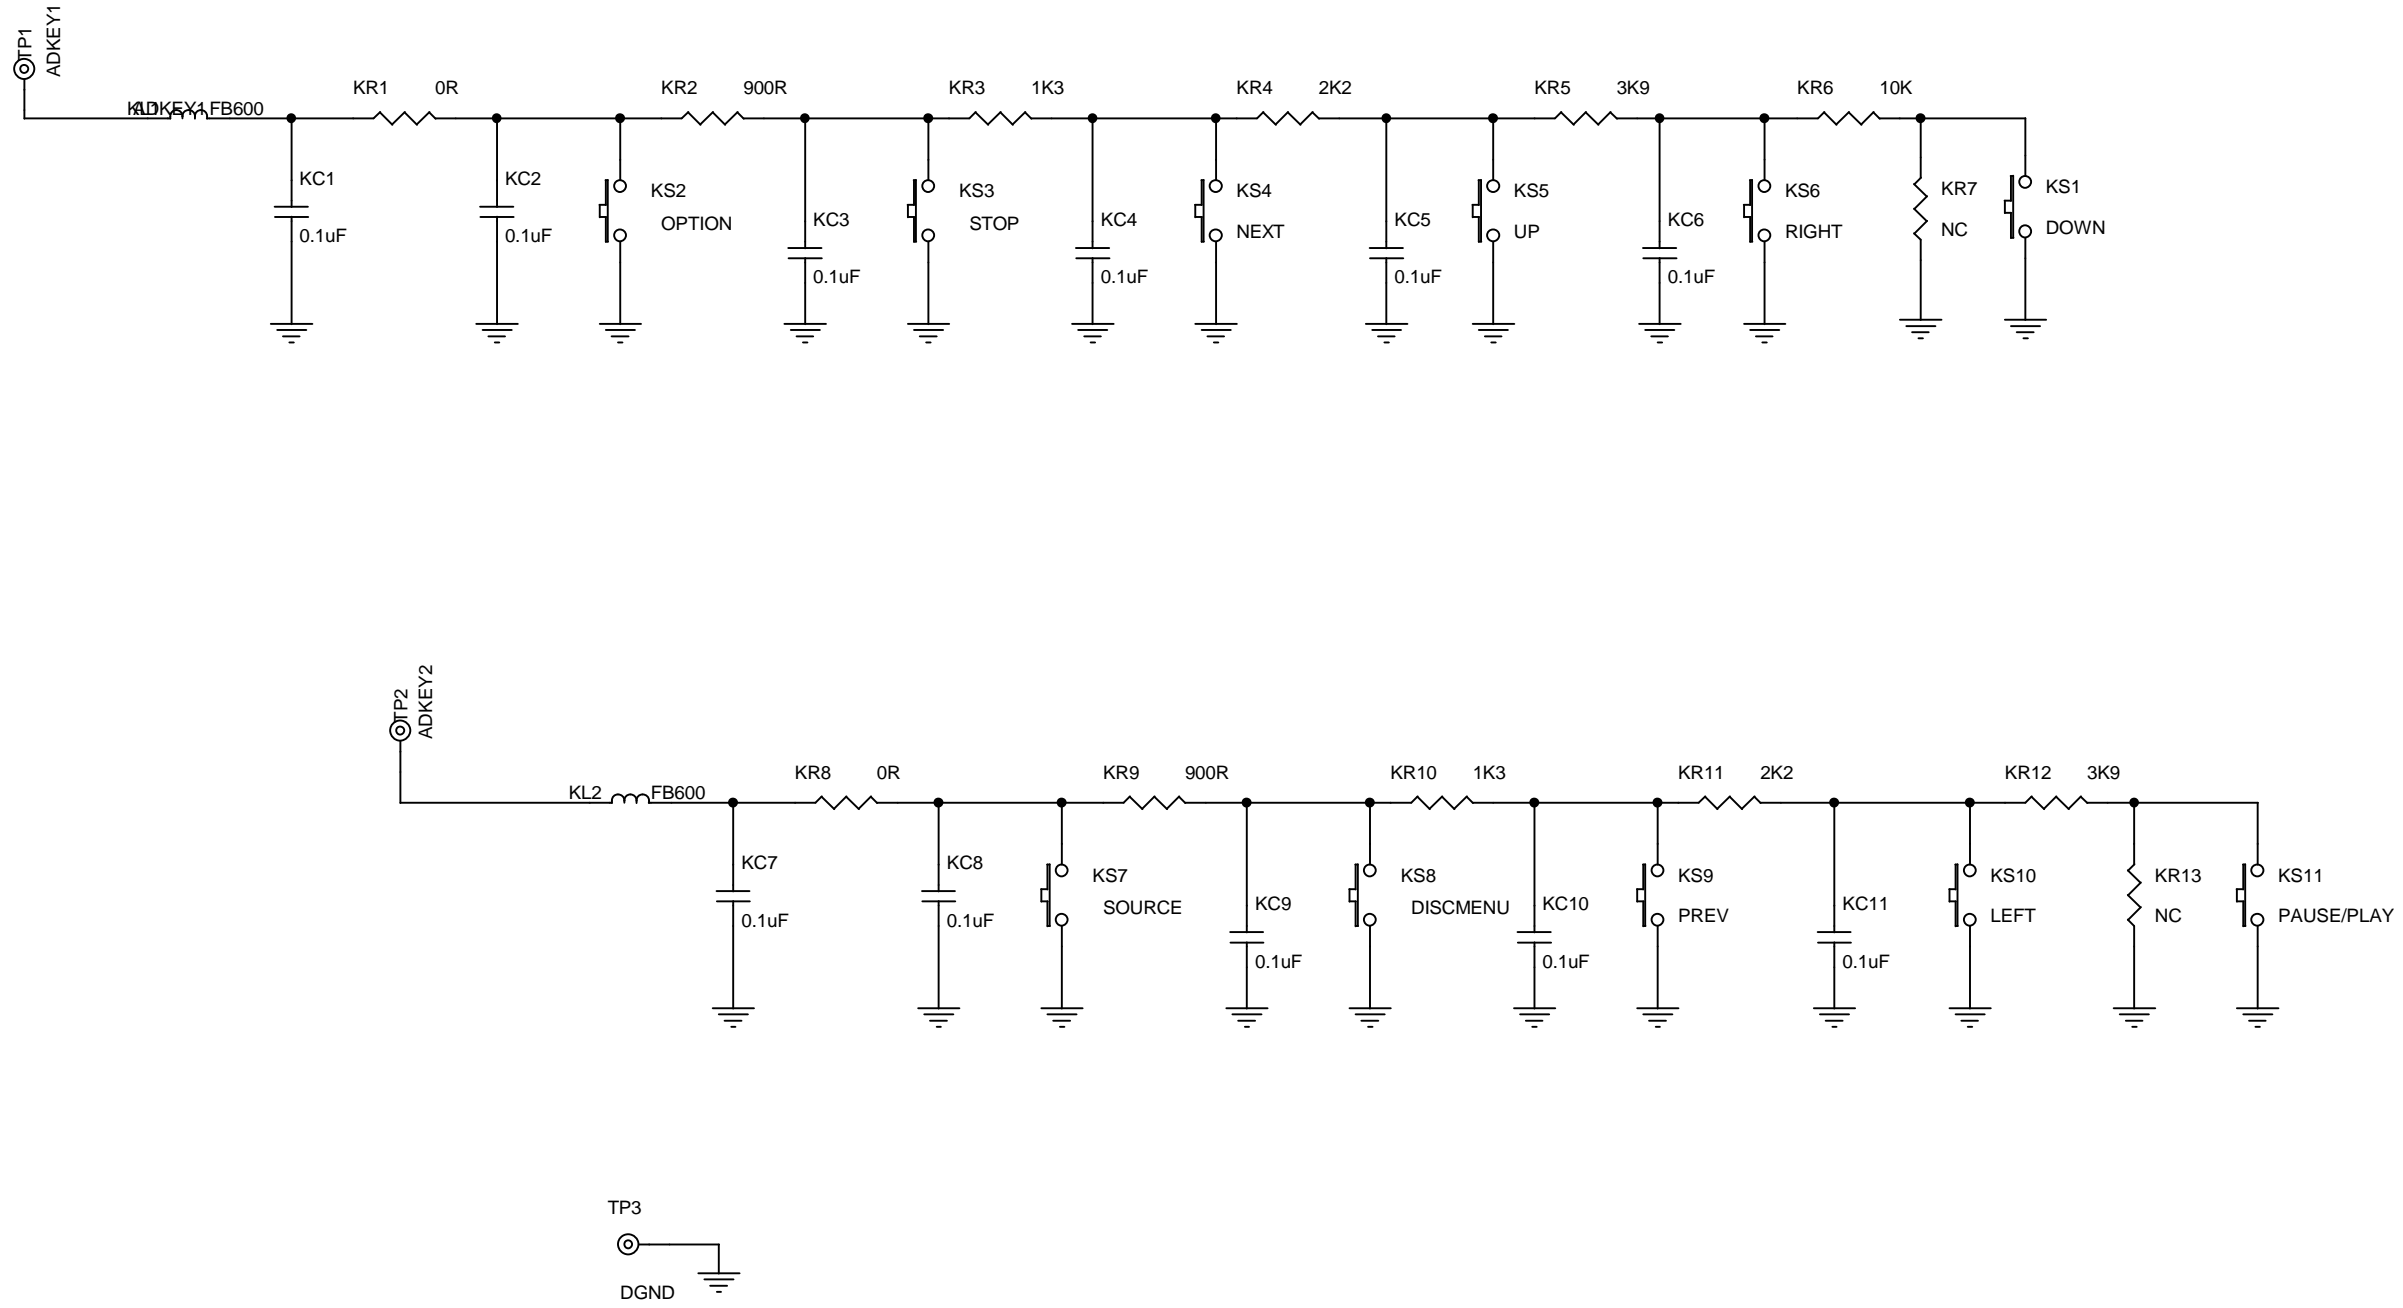 TP1
ADKEY1
KR1 0R
KR2 900R
KR3 1K3
KR4 2K2
KR5 3K9
KR6 10K
KL1
ADKEY1
FB600
KC1
0.1uF
KC2
0.1uF
KS2
OPTION
KC3
0.1uF
KS3
STOP
KC4
0.1uF
KS4
NEXT
KC5
0.1uF
KS5
UP
KC6
0.1uF
KS6
RIGHT
KR7
NC
KS1
DOWN
TP2
ADKEY2
KR8 0R
KR9 900R
KR10 1K3
KR11 2K2
KR12 3K9
KL2 FB600
KC7
0.1uF
KC8
0.1uF
KS7
SOURCE
KC9
0.1uF
KS8
DISCMENU
KC10
0.1uF
KS9
PREV
KC11
0.1uF
KS10
LEFT
KR13
NC
KS11
PAUSE/PLAY
TP3
DGND